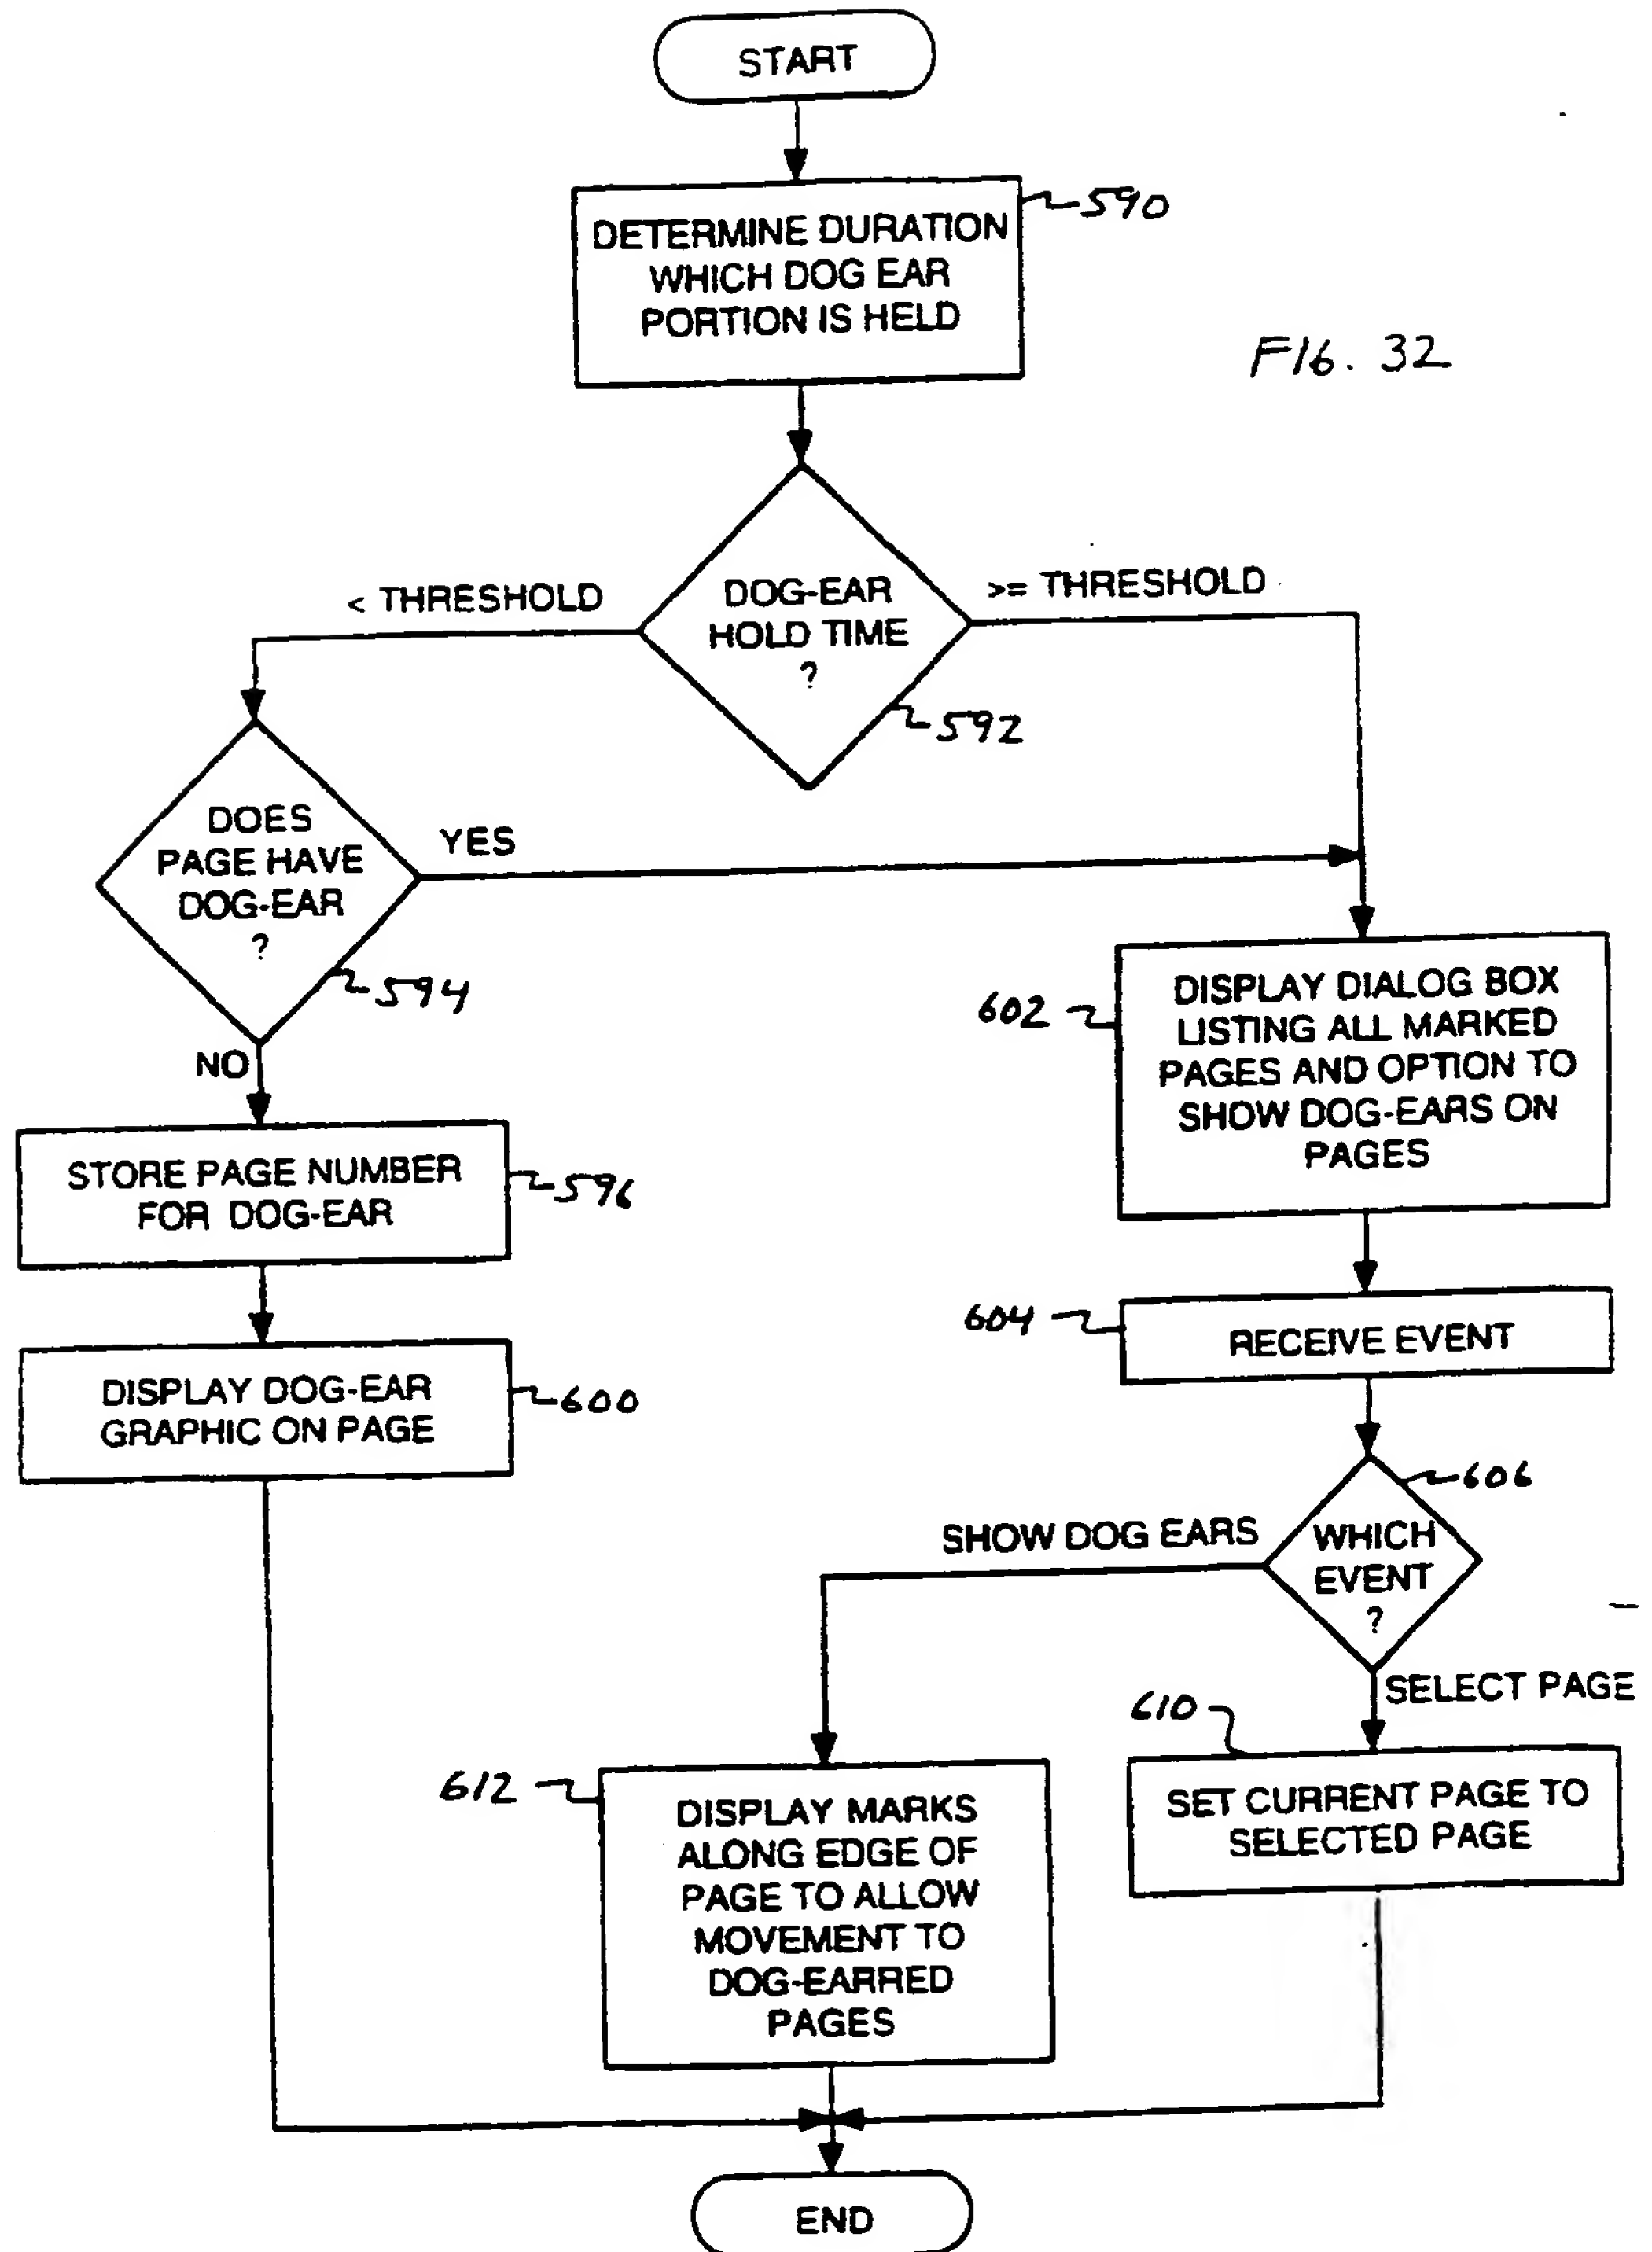 START
DETERMINE DURATION
WHICH DOG EAR
PORTION IS HELD
590
FIG. 32
< THRESHOLD
DOG-EAR
HOLD TIME
?
>= THRESHOLD
592
DOES
PAGE HAVE
DOG-EAR
?
YES
594
NO
STORE PAGE NUMBER
FOR DOG-EAR
596
DISPLAY DOG-EAR
GRAPHIC ON PAGE
600
602
DISPLAY DIALOG BOX
LISTING ALL MARKED
PAGES AND OPTION TO
SHOW DOG-EARS ON
PAGES
604
RECEIVE EVENT
606
SHOW DOG EARS
WHICH
EVENT
?
SELECT PAGE
610
SET CURRENT PAGE TO
SELECTED PAGE
612
DISPLAY MARKS
ALONG EDGE OF
PAGE TO ALLOW
MOVEMENT TO
DOG-EARRED
PAGES
END